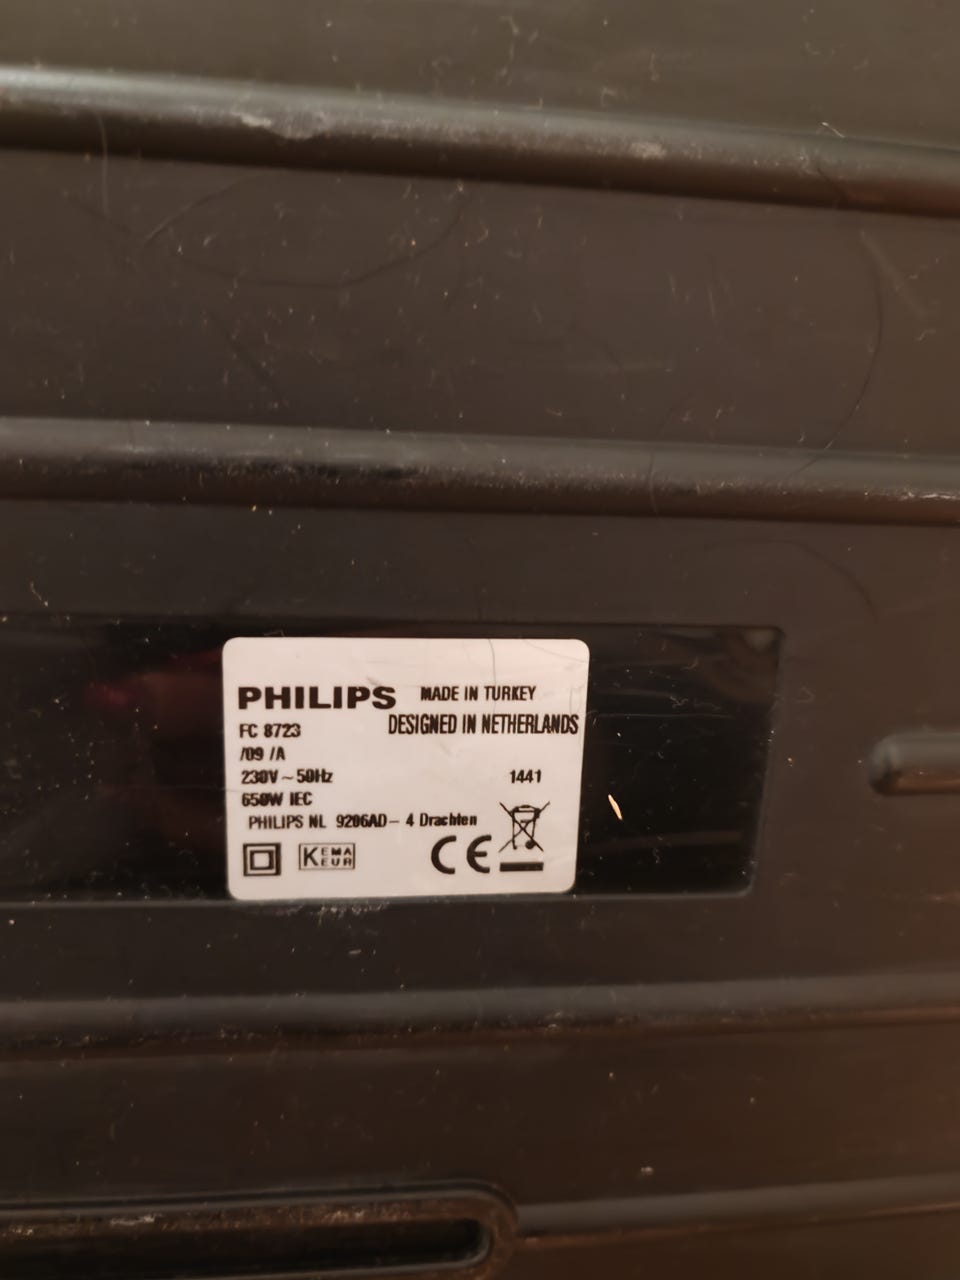 PHILIPS MADE IN TURKEY
FC 8723 DESIGNED IN NETHERLANDS
/09 /A
230V ~ 50Hz 1441
650W IEC
PHILIPS NL 9206AD - 4 Drachten
KEMA EUR CE